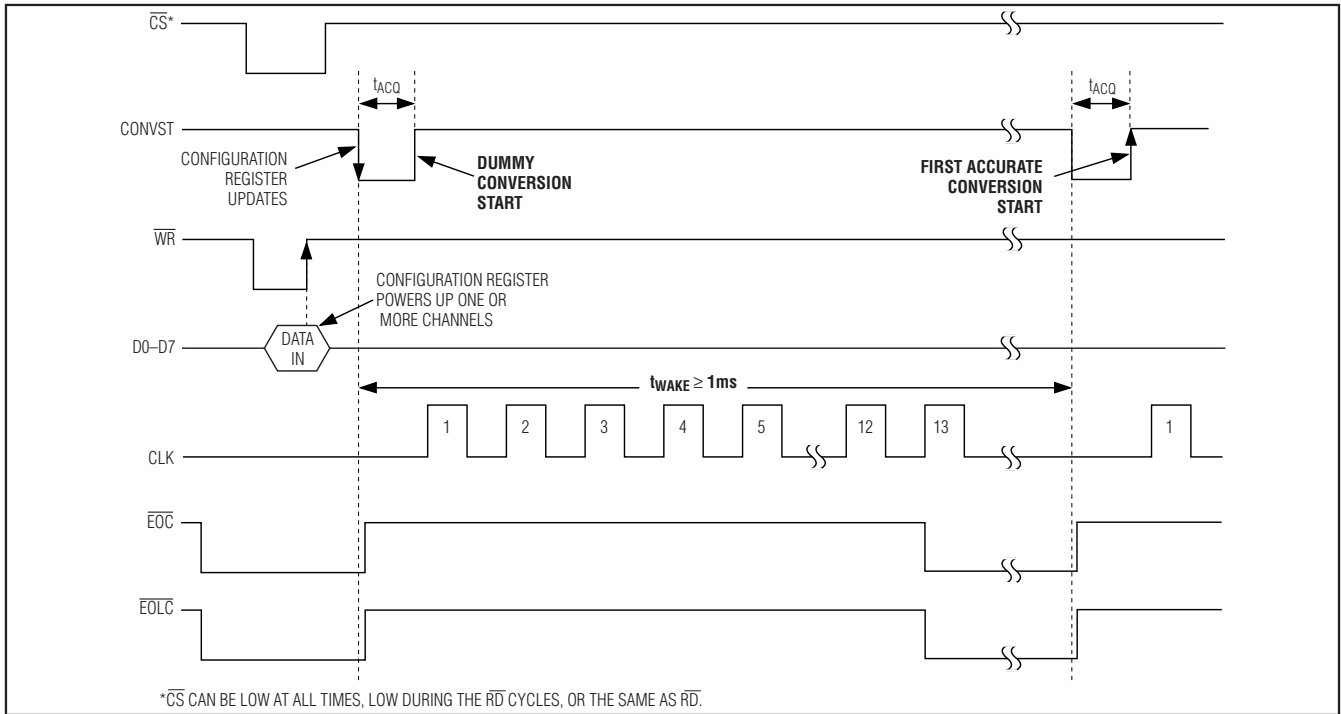 CS*
tACQ
tACQ
CONVST
CONFIGURATION
REGISTER
UPDATES
DUMMY
CONVERSION
START
FIRST ACCURATE
CONVERSION
START
WR
CONFIGURATION REGISTER
POWERS UP ONE OR
MORE CHANNELS
D0–D7
DATA
IN
tWAKE ≥ 1ms
1
2
3
4
5
12
13
1
CLK
EOC
EOLC
*CS CAN BE LOW AT ALL TIMES, LOW DURING THE RD CYCLES, OR THE SAME AS RD.